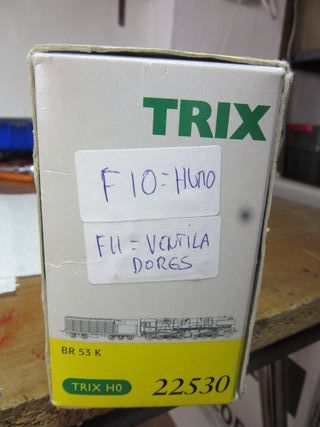 TRIX
F10=HUMO
F11=VENTILA
DORES
BR 53 K
TRIX H0 22530